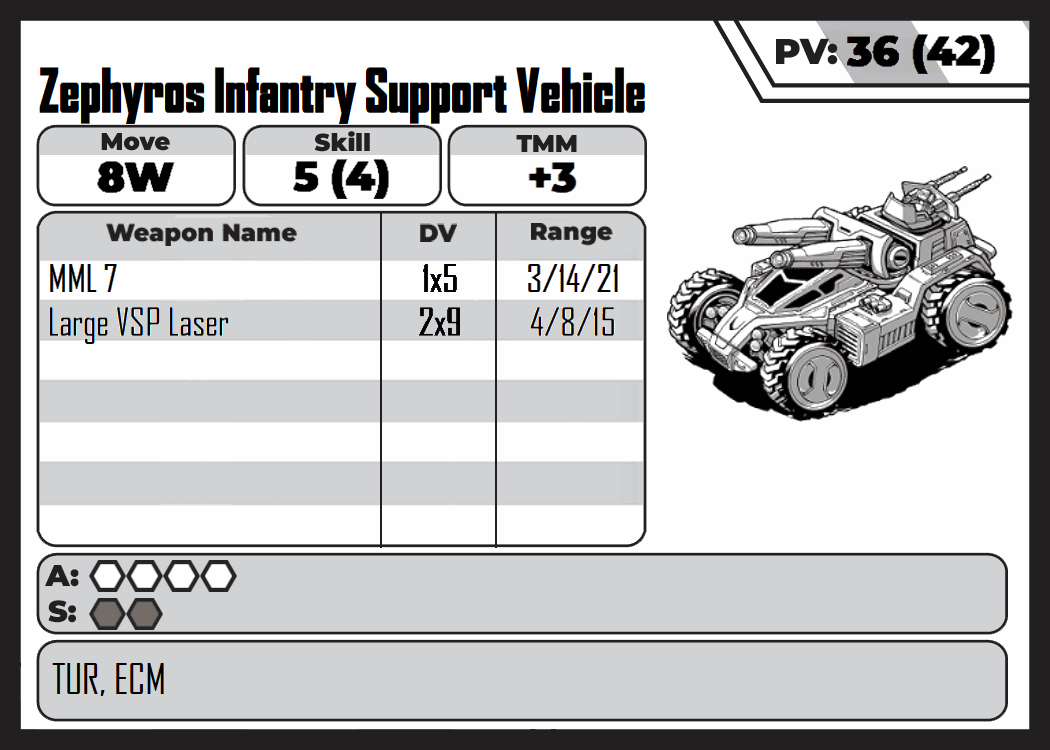 PV: 36 (42)
Zephyros Infantry Support Vehicle
Move Skill TMM
8W 5 (4) +3
Weapon Name DV Range
MML 7 1x5 3/14/21
Large VSP Laser 2x9 4/8/15
A:
S:
TUR, ECM